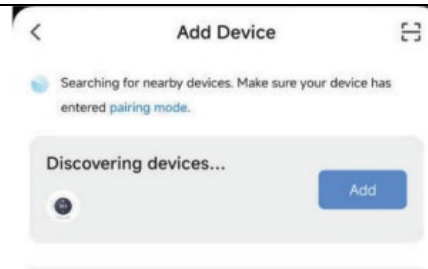 Add Device
Searching for nearby devices. Make sure your device has
entered pairing mode.
Discovering devices...
Add